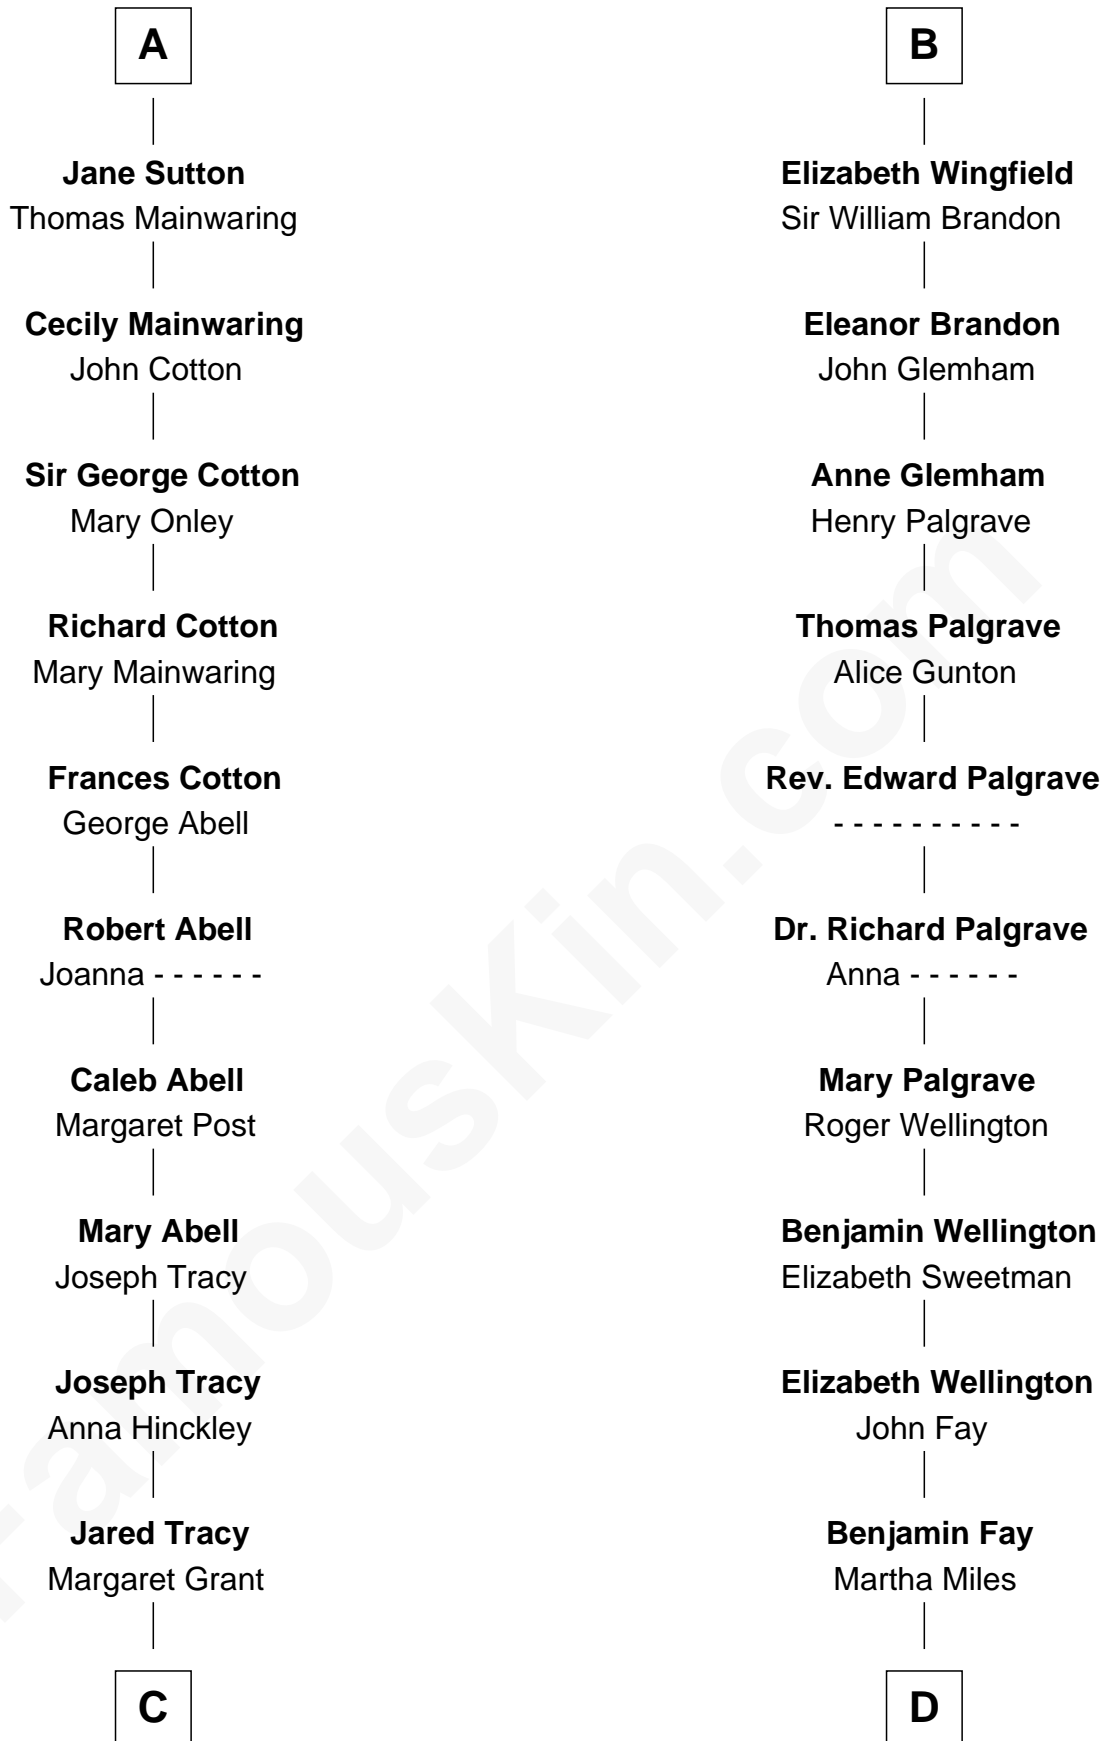 A
Jane Sutton
Thomas Mainwaring
Cecily Mainwaring
John Cotton
Sir George Cotton
Mary Onley
Richard Cotton
Mary Mainwaring
Frances Cotton
George Abell
Robert Abell
Joanna - - - - - -
Caleb Abell
Margaret Post
Mary Abell
Joseph Tracy
Joseph Tracy
Anna Hinckley
Jared Tracy
Margaret Grant
C
B
Elizabeth Wingfield
Sir William Brandon
Eleanor Brandon
John Glemham
Anne Glemham
Henry Palgrave
Thomas Palgrave
Alice Gunton
Rev. Edward Palgrave
- - - - - - - - - -
Dr. Richard Palgrave
Anna - - - - - -
Mary Palgrave
Roger Wellington
Benjamin Wellington
Elizabeth Sweetman
Elizabeth Wellington
John Fay
Benjamin Fay
Martha Miles
D
FamousKin.com